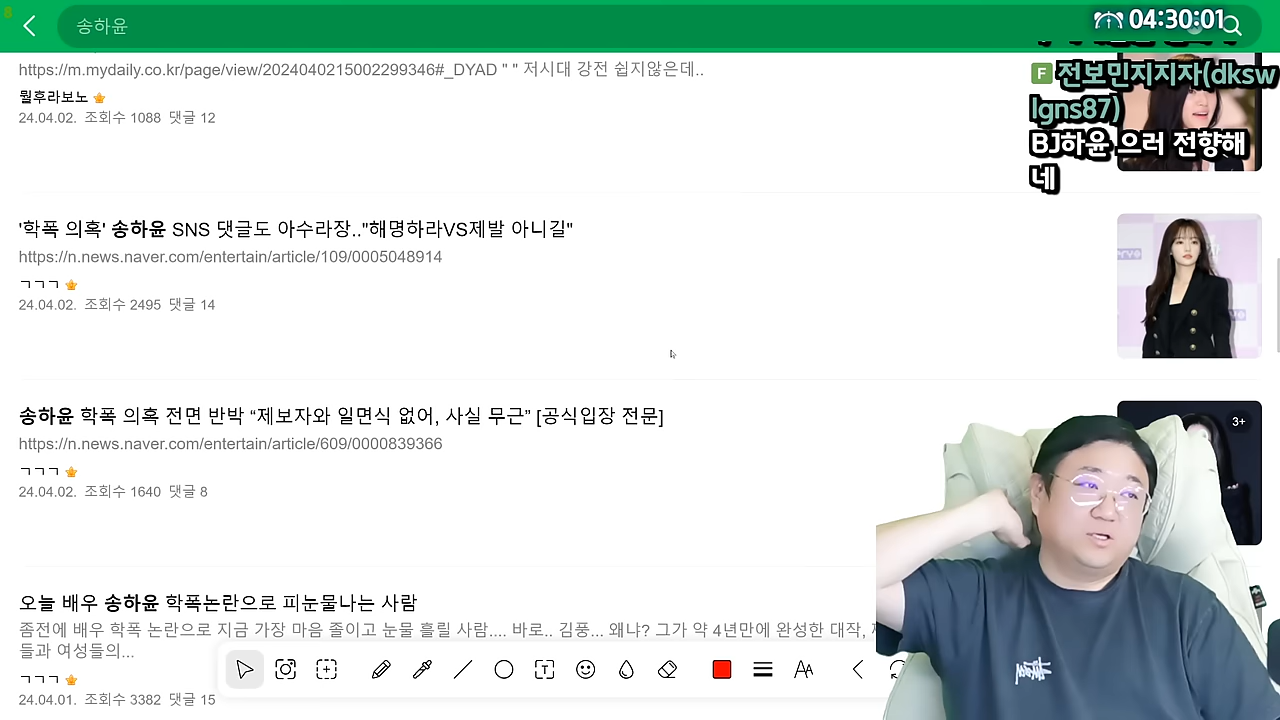 8
송하윤
04:30:01
https://m.mydaily.co.kr/page/view/2024040215002299346#_DYAD " " 저시대 강전 쉽지않은데..
뭘후라보노
24.04.02. 조회수 1088 댓글 12
F 전보민지지자(dksw
lgns87)
BJ하윤 으러 전향해
네
'학폭 의혹' 송하윤 SNS 댓글도 아수라장.."해명하라VS제발 아니길"
https://n.news.naver.com/entertain/article/109/0005048914
ㄱㄱㄱ
24.04.02. 조회수 2495 댓글 14
송하윤 학폭 의혹 전면 반박 “제보자와 일면식 없어, 사실 무근” [공식입장 전문]
https://n.news.naver.com/entertain/article/609/0000839366
ㄱㄱㄱ
24.04.02. 조회수 1640 댓글 8
3+
오늘 배우 송하윤 학폭논란으로 피눈물나는 사람
좀전에 배우 학폭 논란으로 지금 가장 마음 졸이고 눈물 흘릴 사람.... 바로.. 김풍... 왜냐? 그가 약 4년만에 완성한 대작,
들과 여성들의...
ㄱㄱㄱ
24.04.01. 조회수 3382 댓글 15